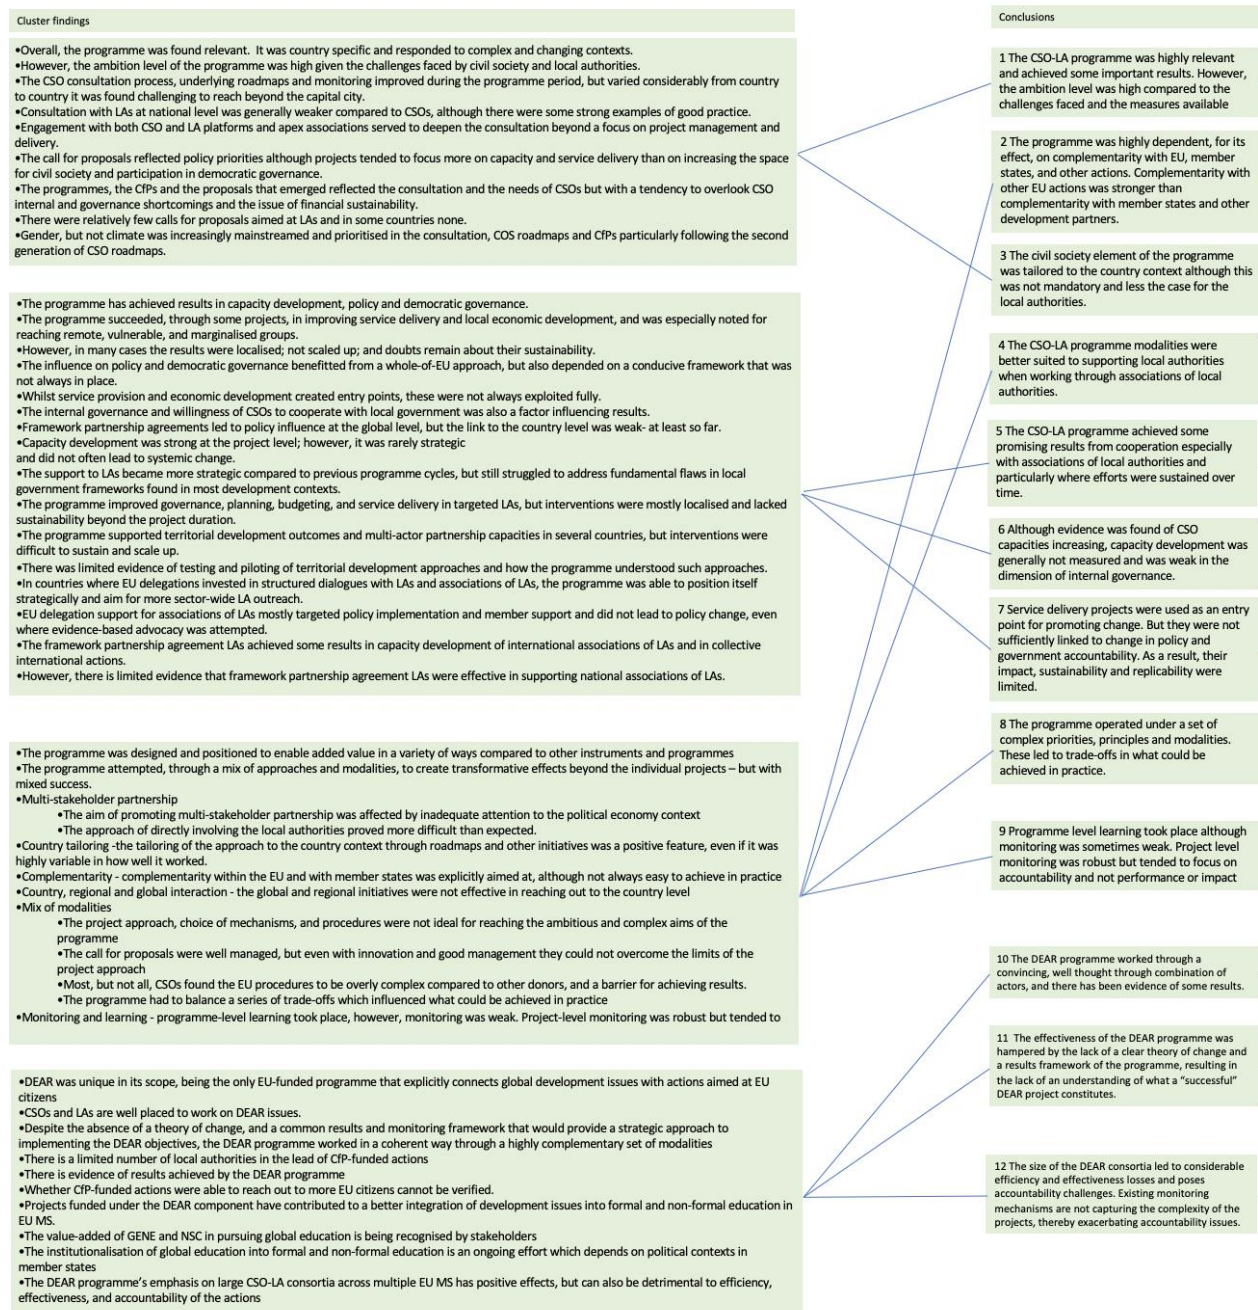 Cluster findings
•Overall, the programme was found relevant.  It was country specific and responded to complex and changing contexts.
•However, the ambition level of the programme was high given the challenges faced by civil society and local authorities.
•The CSO consultation process, underlying roadmaps and monitoring improved during the programme period, but varied considerably from country
to country it was found challenging to reach beyond the capital city.
•Consultation with LAs at national level was generally weaker compared to CSOs, although there were some strong examples of good practice.
•Engagement with both CSO and LA platforms and apex associations served to deepen the consultation beyond a focus on project management and
delivery.
•The call for proposals reflected policy priorities although projects tended to focus more on capacity and service delivery than on increasing the space
for civil society and participation in democratic governance.
•The programmes, the CfPs and the proposals that emerged reflected the consultation and the needs of CSOs but with a tendency to overlook CSO
internal and governance shortcomings and the issue of financial sustainability.
•There were relatively few calls for proposals aimed at LAs and in some countries none.
•Gender, but not climate was increasingly mainstreamed and prioritised in the consultation, COS roadmaps and CfPs particularly following the second
generation of CSO roadmaps.
•The programme has achieved results in capacity development, policy and democratic governance.
•The programme succeeded, through some projects, in improving service delivery and local economic development, and was especially noted for
reaching remote, vulnerable, and marginalised groups.
•However, in many cases the results were localised; not scaled up; and doubts remain about their sustainability.
•The influence on policy and democratic governance benefitted from a whole-of-EU approach, but also depended on a conducive framework that was
not always in place.
•Whilst service provision and economic development created entry points, these were not always exploited fully.
•The internal governance and willingness of CSOs to cooperate with local government was also a factor influencing results.
•Framework partnership agreements led to policy influence at the global level, but the link to the country level was weak- at least so far.
•Capacity development was strong at the project level; however, it was rarely strategic
and did not often lead to systemic change.
•The support to LAs became more strategic compared to previous programme cycles, but still struggled to address fundamental flaws in local
government frameworks found in most development contexts.
•The programme improved governance, planning, budgeting, and service delivery in targeted LAs, but interventions were mostly localised and lacked
sustainability beyond the project duration.
•The programme supported territorial development outcomes and multi-actor partnership capacities in several countries, but interventions were
difficult to sustain and scale up.
•There was limited evidence of testing and piloting of territorial development approaches and how the programme understood such approaches.
•In countries where EU delegations invested in structured dialogues with LAs and associations of LAs, the programme was able to position itself
strategically and aim for more sector-wide LA outreach.
•EU delegation support for associations of LAs mostly targeted policy implementation and member support and did not lead to policy change, even
where evidence-based advocacy was attempted.
•The framework partnership agreement LAs achieved some results in capacity development of international associations of LAs and in collective
international actions.
•However, there is limited evidence that framework partnership agreement LAs were effective in supporting national associations of LAs.
•The programme was designed and positioned to enable added value in a variety of ways compared to other instruments and programmes
•The programme attempted, through a mix of approaches and modalities, to create transformative effects beyond the individual projects – but with
mixed success.
•Multi-stakeholder partnership
•The aim of promoting multi-stakeholder partnership was affected by inadequate attention to the political economy context
•The approach of directly involving the local authorities proved more difficult than expected.
•Country tailoring -the tailoring of the approach to the country context through roadmaps and other initiatives was a positive feature, even if it was
highly variable in how well it worked.
•Complementarity - complementarity within the EU and with member states was explicitly aimed at, although not always easy to achieve in practice
•Country, regional and global interaction - the global and regional initiatives were not effective in reaching out to the country level
•Mix of modalities
•The project approach, choice of mechanisms, and procedures were not ideal for reaching the ambitious and complex aims of the
programme
•The call for proposals were well managed, but even with innovation and good management they could not overcome the limits of the
project approach
•Most, but not all, CSOs found the EU procedures to be overly complex compared to other donors, and a barrier for achieving results.
•The programme had to balance a series of trade-offs which influenced what could be achieved in practice
•Monitoring and learning - programme-level learning took place, however, monitoring was weak. Project-level monitoring was robust but tended to
•DEAR was unique in its scope, being the only EU-funded programme that explicitly connects global development issues with actions aimed at EU
citizens
•CSOs and LAs are well placed to work on DEAR issues.
•Despite the absence of a theory of change, and a common results and monitoring framework that would provide a strategic approach to
implementing the DEAR objectives, the DEAR programme worked in a coherent way through a highly complementary set of modalities
•There is a limited number of local authorities in the lead of CfP-funded actions
•There is evidence of results achieved by the DEAR programme
•Whether CfP-funded actions were able to reach out to more EU citizens cannot be verified.
•Projects funded under the DEAR component have contributed to a better integration of development issues into formal and non-formal education in
EU MS.
•The value-added of GENE and NSC in pursuing global education is being recognised by stakeholders
•The institutionalisation of global education into formal and non-formal education is an ongoing effort which depends on political contexts in
member states
•The DEAR programme's emphasis on large CSO-LA consortia across multiple EU MS has positive effects, but can also be detrimental to efficiency,
effectiveness, and accountability of the actions
Conclusions
1 The CSO-LA programme was highly relevant
and achieved some important results. However,
the ambition level was high compared to the
challenges faced and the measures available
2 The programme was highly dependent, for its
effect, on complementarity with EU, member
states, and other actions. Complementarity with
other EU actions was stronger than
complementarity with member states and other
development partners.
3 The civil society element of the programme
was tailored to the country context although this
was not mandatory and less the case for the
local authorities.
4 The CSO-LA programme modalities were
better suited to supporting local authorities
when working through associations of local
authorities.
5 The CSO-LA programme achieved some
promising results from cooperation especially
with associations of local authorities and
particularly where efforts were sustained over
time.
6 Although evidence was found of CSO
capacities increasing, capacity development was
generally not measured and was weak in the
dimension of internal governance.
7 Service delivery projects were used as an entry
point for promoting change. But they were not
sufficiently linked to change in policy and
government accountability. As a result, their
impact, sustainability and replicability were
limited.
8 The programme operated under a set of
complex priorities, principles and modalities.
These led to trade-offs in what could be
achieved in practice.
9 Programme level learning took place although
monitoring was sometimes weak. Project level
monitoring was robust but tended to focus on
accountability and not performance or impact
10 The DEAR programme worked through a
convincing, well thought through combination of
actors, and there has been evidence of some results.
11  The effectiveness of the DEAR programme was
hampered by the lack of a clear theory of change and
a results framework of the programme, resulting in
the lack of an understanding of what a “successful”
DEAR project constitutes.
12 The size of the DEAR consortia led to considerable
efficiency and effectiveness losses and poses
accountability challenges. Existing monitoring
mechanisms are not capturing the complexity of the
projects, thereby exacerbating accountability issues.